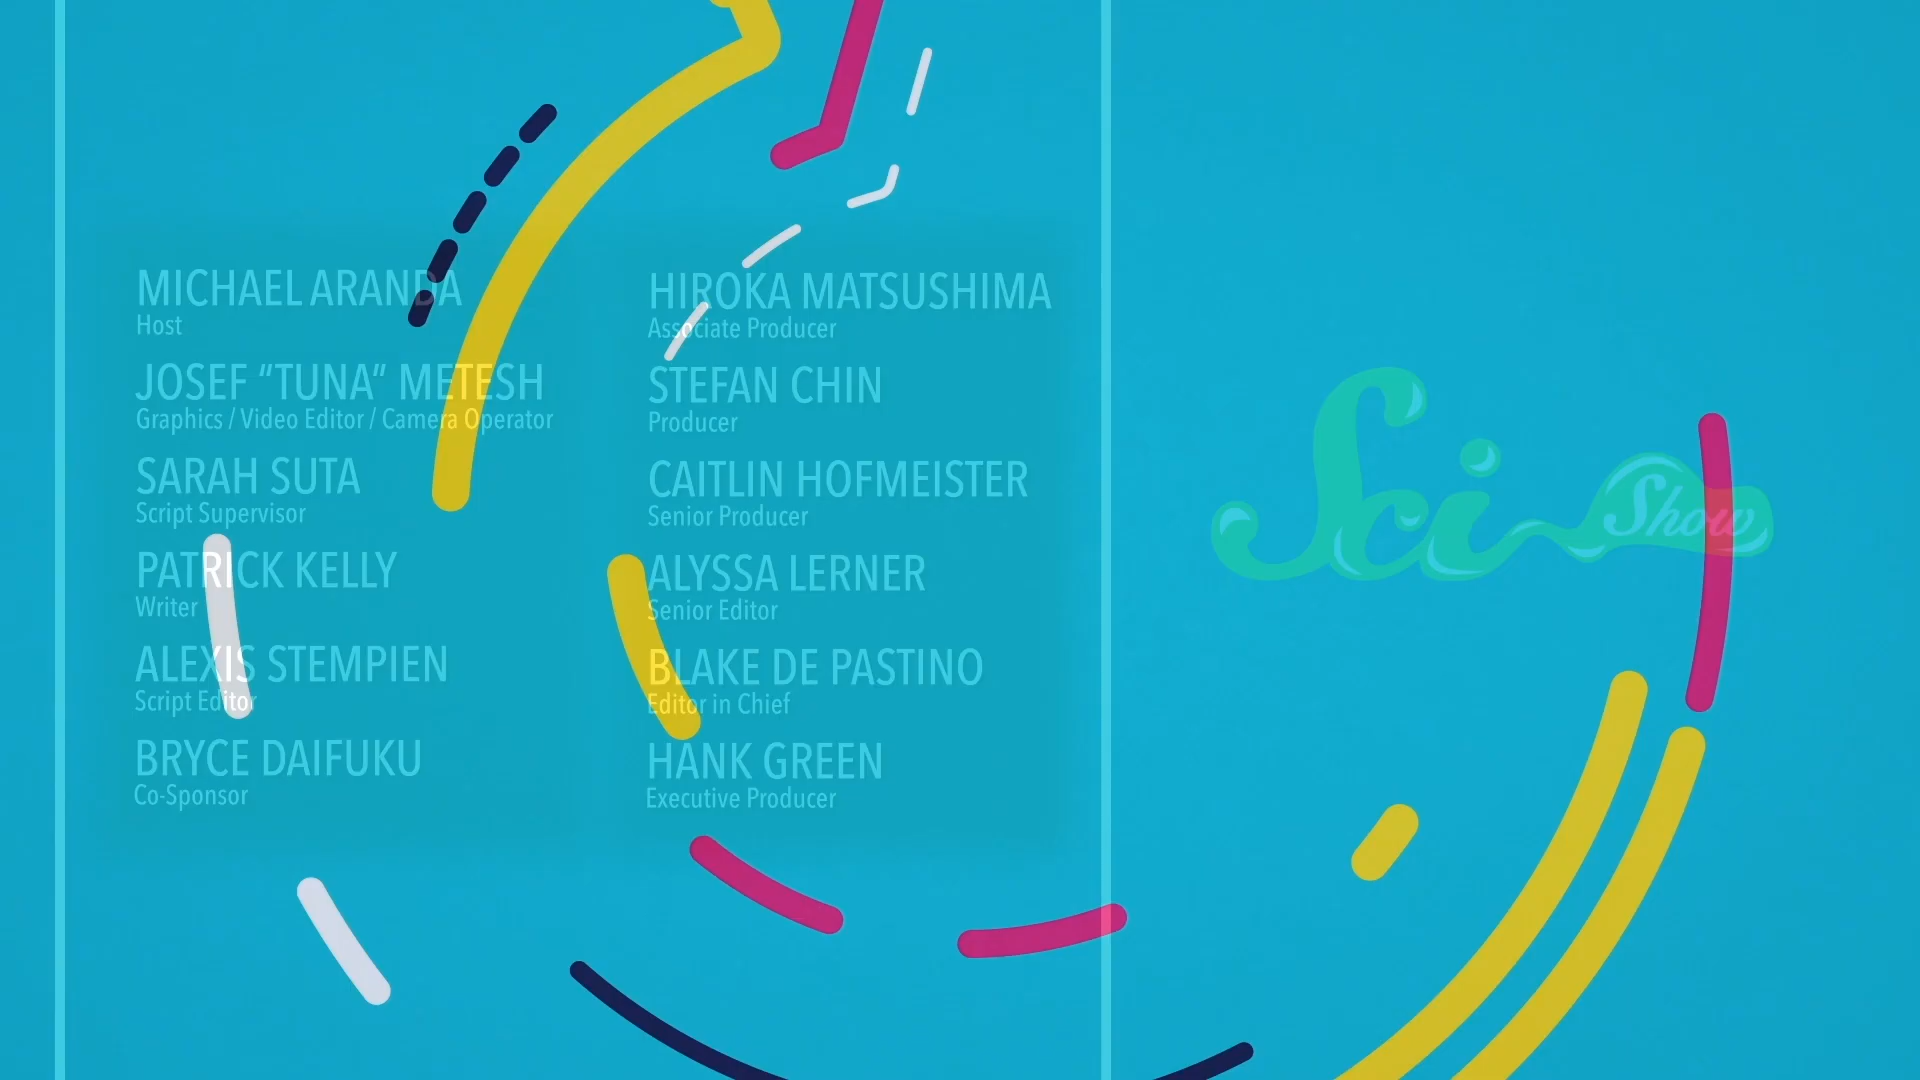 MICHAEL ARANDA
Host
JOSEF “TUNA” METESH
Graphics / Video Editor / Camera Operator
SARAH SUTA
Script Supervisor
PATRICK KELLY
Writer
ALEXIS STEMPIEN
Script Editor
BRYCE DAIFUKU
Co-Sponsor
HIROKA MATSUSHIMA
Associate Producer
STEFAN CHIN
Producer
CAITLIN HOFMEISTER
Senior Producer
ALYSSA LERNER
Senior Editor
BLAKE DE PASTINO
Editor in Chief
HANK GREEN
Executive Producer
Sci Show